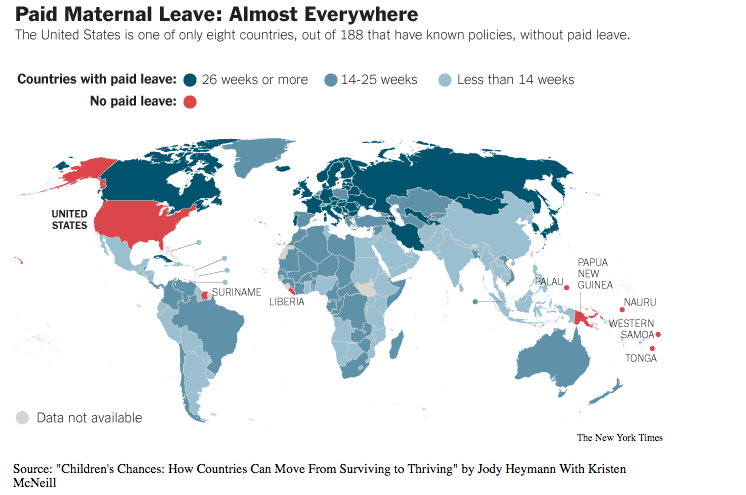 Paid Maternal Leave: Almost Everywhere
The United States is one of only eight countries, out of 188 that have known policies, without paid leave.
Countries with paid leave: 26 weeks or more 14-25 weeks Less than 14 weeks
No paid leave:
UNITED
STATES
SURINAME
LIBERIA
PALAU
PAPUA
NEW
GUINEA
NAURU
WESTERN
SAMOA
TONGA
Data not available
The New York Times
Source: "Children's Chances: How Countries Can Move From Surviving to Thriving" by Jody Heymann With Kristen
McNeill